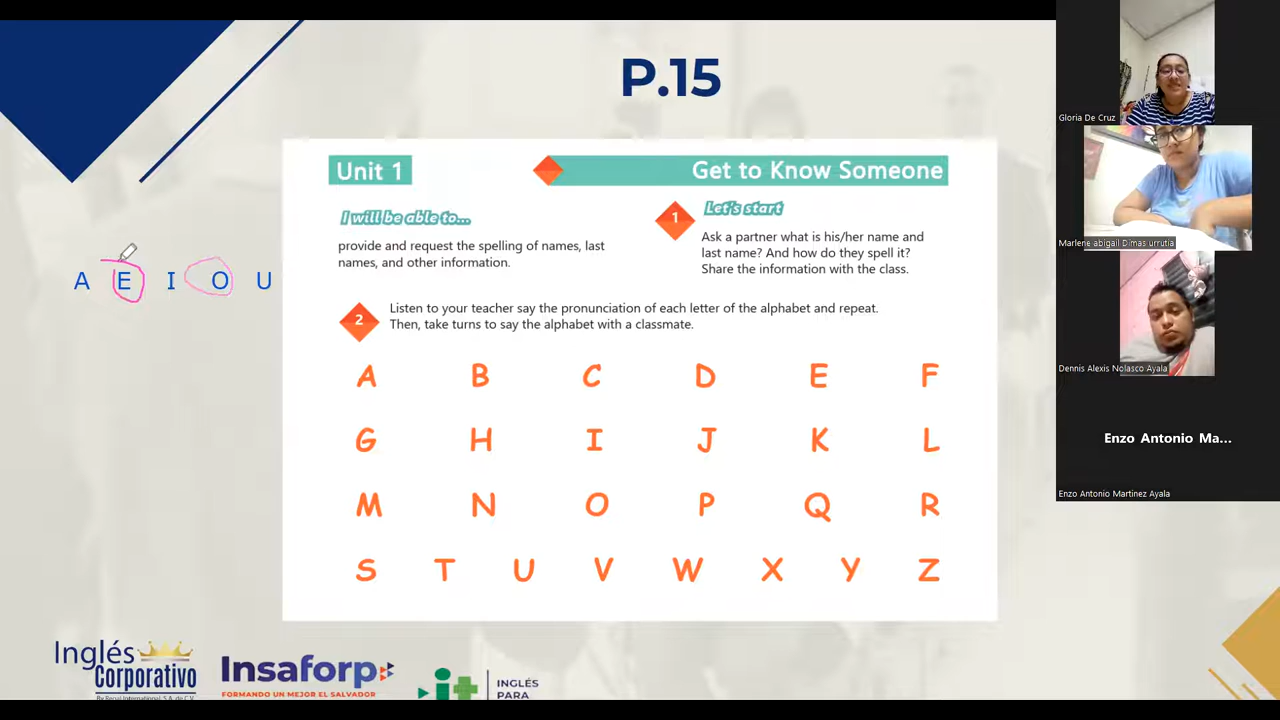 P.15
Unit 1
Get to Know Someone
I will be able to...
provide and request the spelling of names, last
names, and other information.
1
Let's start
Ask a partner what is his/her name and
last name? And how do they spell it?
Share the information with the class.
A E I O U
2
Listen to your teacher say the pronunciation of each letter of the alphabet and repeat.
Then, take turns to say the alphabet with a classmate.
A B C D E F
G H I J K L
M N O P Q R
S T U V W X Y Z
Inglés
Corporativo
Insaforp
FORMANDO UN MEJOR EL SALVADOR
it+
INGLÉS
PARA
Gloria De Cruz
Marlene abigail Dimas urrutia
Dennis Alexis Nolasco Ayala
Enzo Antonio Ma...
Enzo Antonio Martinez Ayala